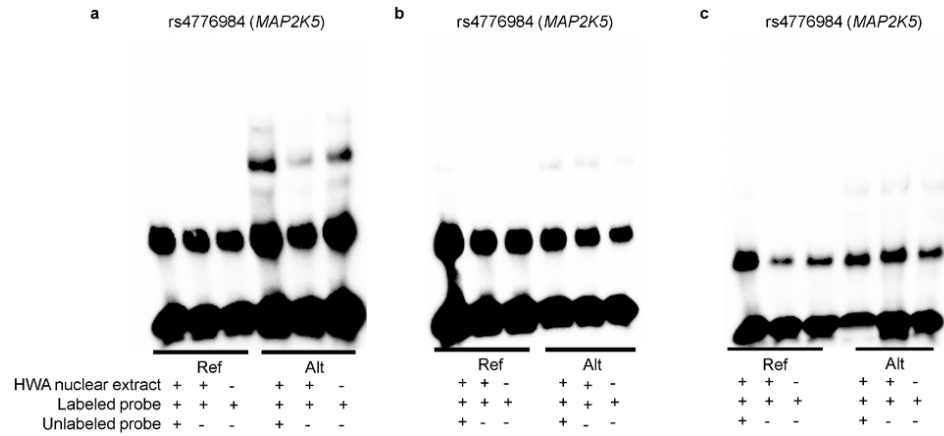 a b c
rs4776984 (MAP2K5) rs4776984 (MAP2K5) rs4776984 (MAP2K5)
Ref Alt Ref Alt Ref Alt
HWA nuclear extract + + - + + - + + - + + - + + - + + -
Labeled probe + + + + + + + + + + + + + + + + + +
Unlabeled probe + - - + - - + - - + - - + - - + - -